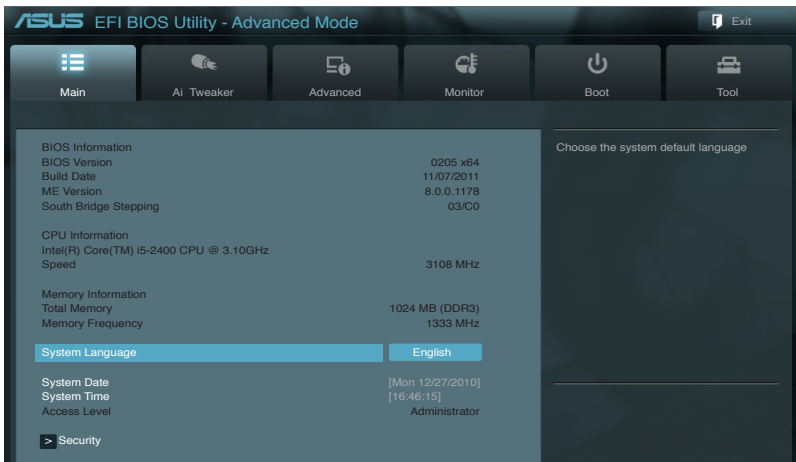 ASUS EFI BIOS Utility - Advanced Mode
Exit
Main
Ai Tweaker
Advanced
Monitor
Boot
Tool
BIOS Information
BIOS Version 0205 x64
Build Date 11/07/2011
ME Version 8.0.0.1178
South Bridge Stepping 03/C0
CPU Information
Intel(R) Core(TM) i5-2400 CPU @ 3.10GHz
Speed 3108 MHz
Memory Information
Total Memory 1024 MB (DDR3)
Memory Frequency 1333 MHz
System Language English
System Date [Mon 12/27/2010]
System Time [16:46:15]
Access Level Administrator
> Security
Choose the system default language